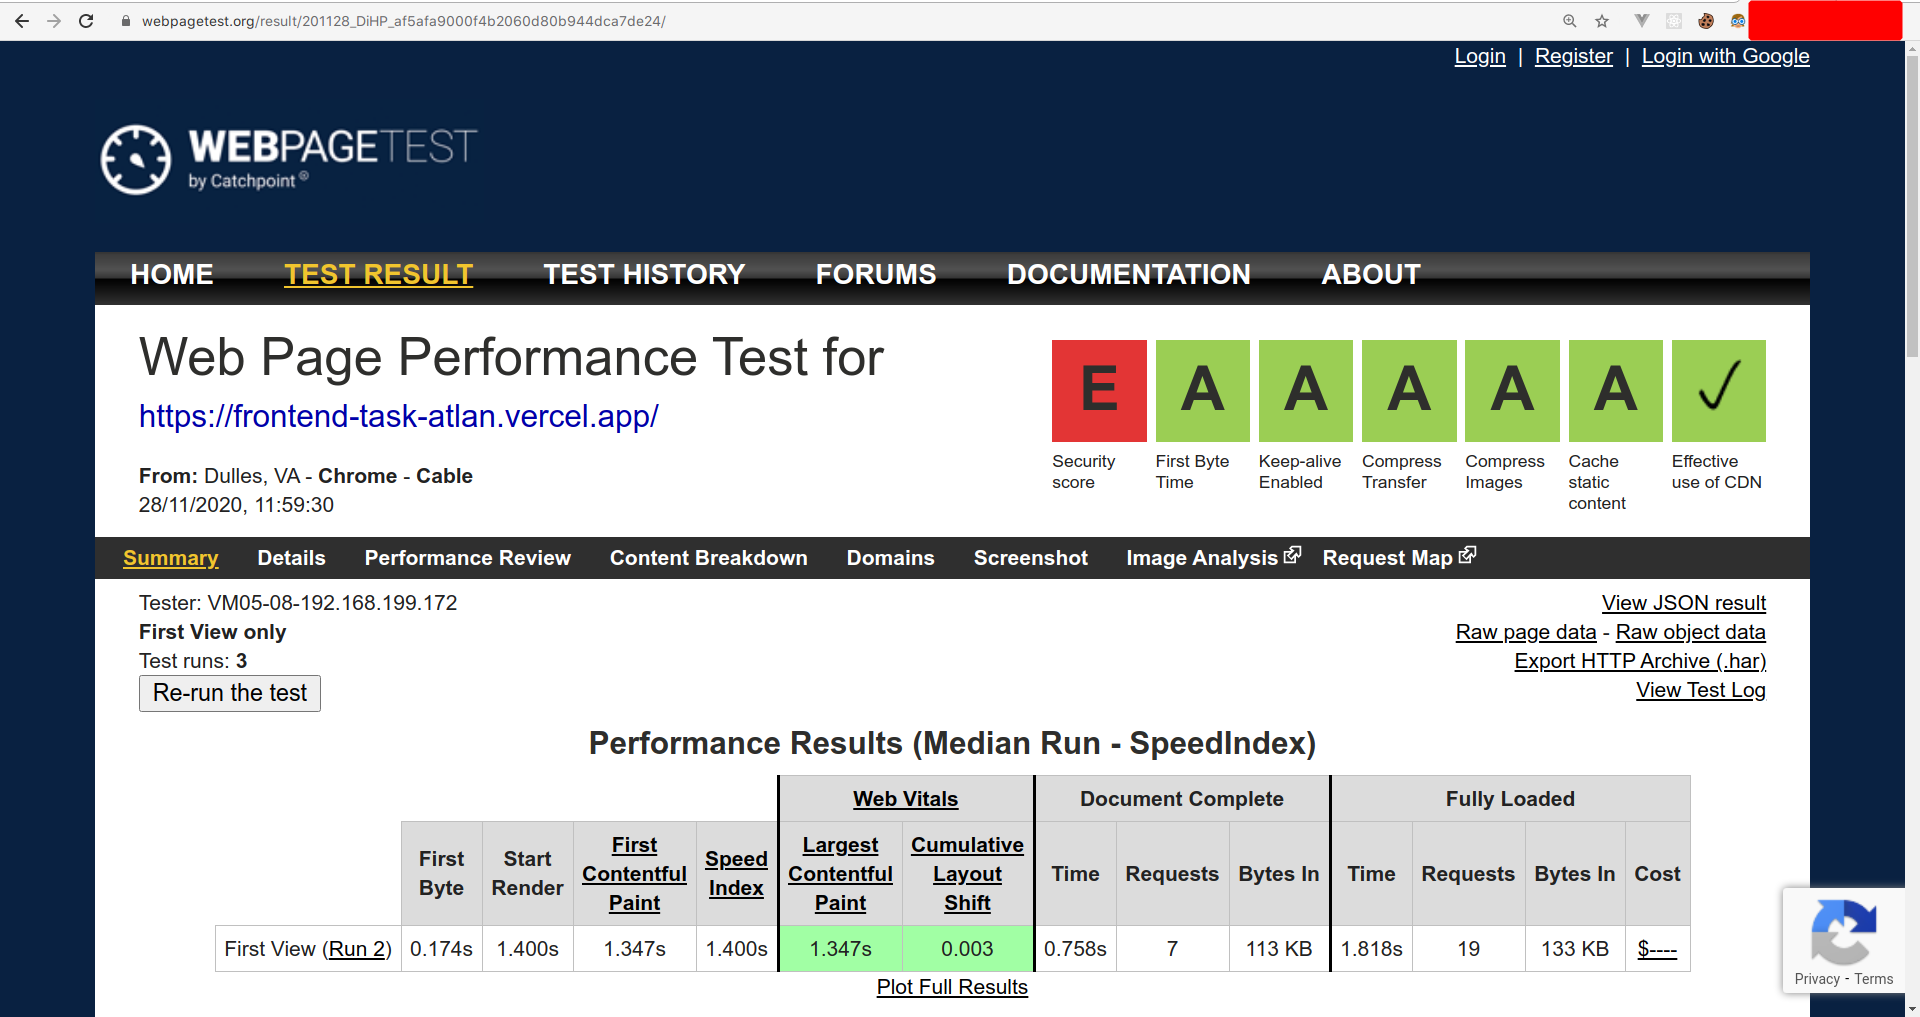 webpagetest.org/result/201128_DiHP_af5afa9000f4b2060d80b944dca7de24/
Login | Register | Login with Google
WEBPAGETEST
by Catchpoint ®
HOME TEST RESULT TEST HISTORY FORUMS DOCUMENTATION ABOUT
Web Page Performance Test for
https://frontend-task-atlan.vercel.app/
From: Dulles, VA - Chrome - Cable
28/11/2020, 11:59:30
E A A A A A ✓
Security score
First Byte Time
Keep-alive Enabled
Compress Transfer
Compress Images
Cache static content
Effective use of CDN
Summary Details Performance Review Content Breakdown Domains Screenshot Image Analysis Request Map
Tester: VM05-08-192.168.199.172
First View only
Test runs: 3
Re-run the test
View JSON result
Raw page data - Raw object data
Export HTTP Archive (.har)
View Test Log
Performance Results (Median Run - SpeedIndex)
Web Vitals Document Complete Fully Loaded
First Byte Start Render First Contentful Paint Speed Index Largest Contentful Paint Cumulative Layout Shift Time Requests Bytes In Time Requests Bytes In Cost
First View (Run 2) 0.174s 1.400s 1.347s 1.400s 1.347s 0.003 0.758s 7 113 KB 1.818s 19 133 KB $----
Plot Full Results
Privacy - Terms